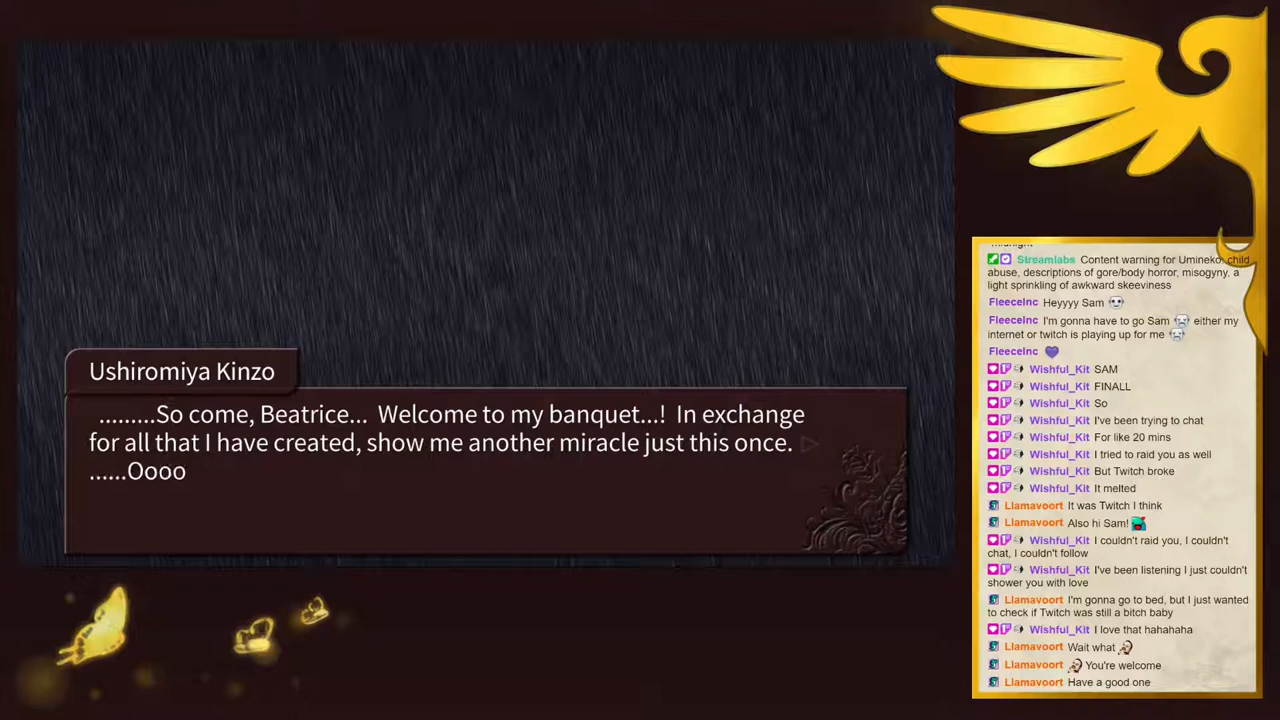 Ushiromiya Kinzo
.........So come, Beatrice... Welcome to my banquet...! In exchange
for all that I have created, show me another miracle just this once.
......Oooo
midnight
Streamlabs Content warning for Umineko: child
abuse, descriptions of gore/body horror, misogyny, a
light sprinkling of awkward skeeviness
FleeceInc Heyyyy Sam
FleeceInc I'm gonna have to go Sam either my
internet or twitch is playing up for me
FleeceInc
Wishful_Kit SAM
Wishful_Kit FINALL
Wishful_Kit So
Wishful_Kit I've been trying to chat
Wishful_Kit For like 20 mins
Wishful_Kit I tried to raid you as well
Wishful_Kit But Twitch broke
Wishful_Kit It melted
Llamavoort It was Twitch I think
Llamavoort Also hi Sam!
Wishful_Kit I couldn't raid you, I couldn't
chat, I couldn't follow
Wishful_Kit I've been listening I just couldn't
shower you with love
Llamavoort I'm gonna go to bed, but I just wanted
to check if Twitch was still a bitch baby
Wishful_Kit I love that hahahaha
Llamavoort Wait what
Llamavoort You're welcome
Llamavoort Have a good one